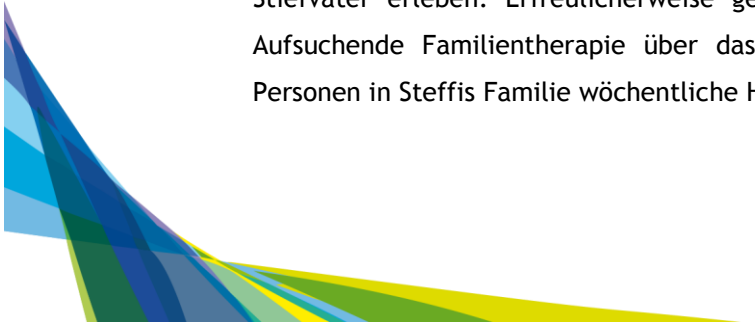 Stiefvater erleben. Erfreulicherweise
Aufsuchende Familientherapie über das
Personen in Steffis Familie wöchentliche